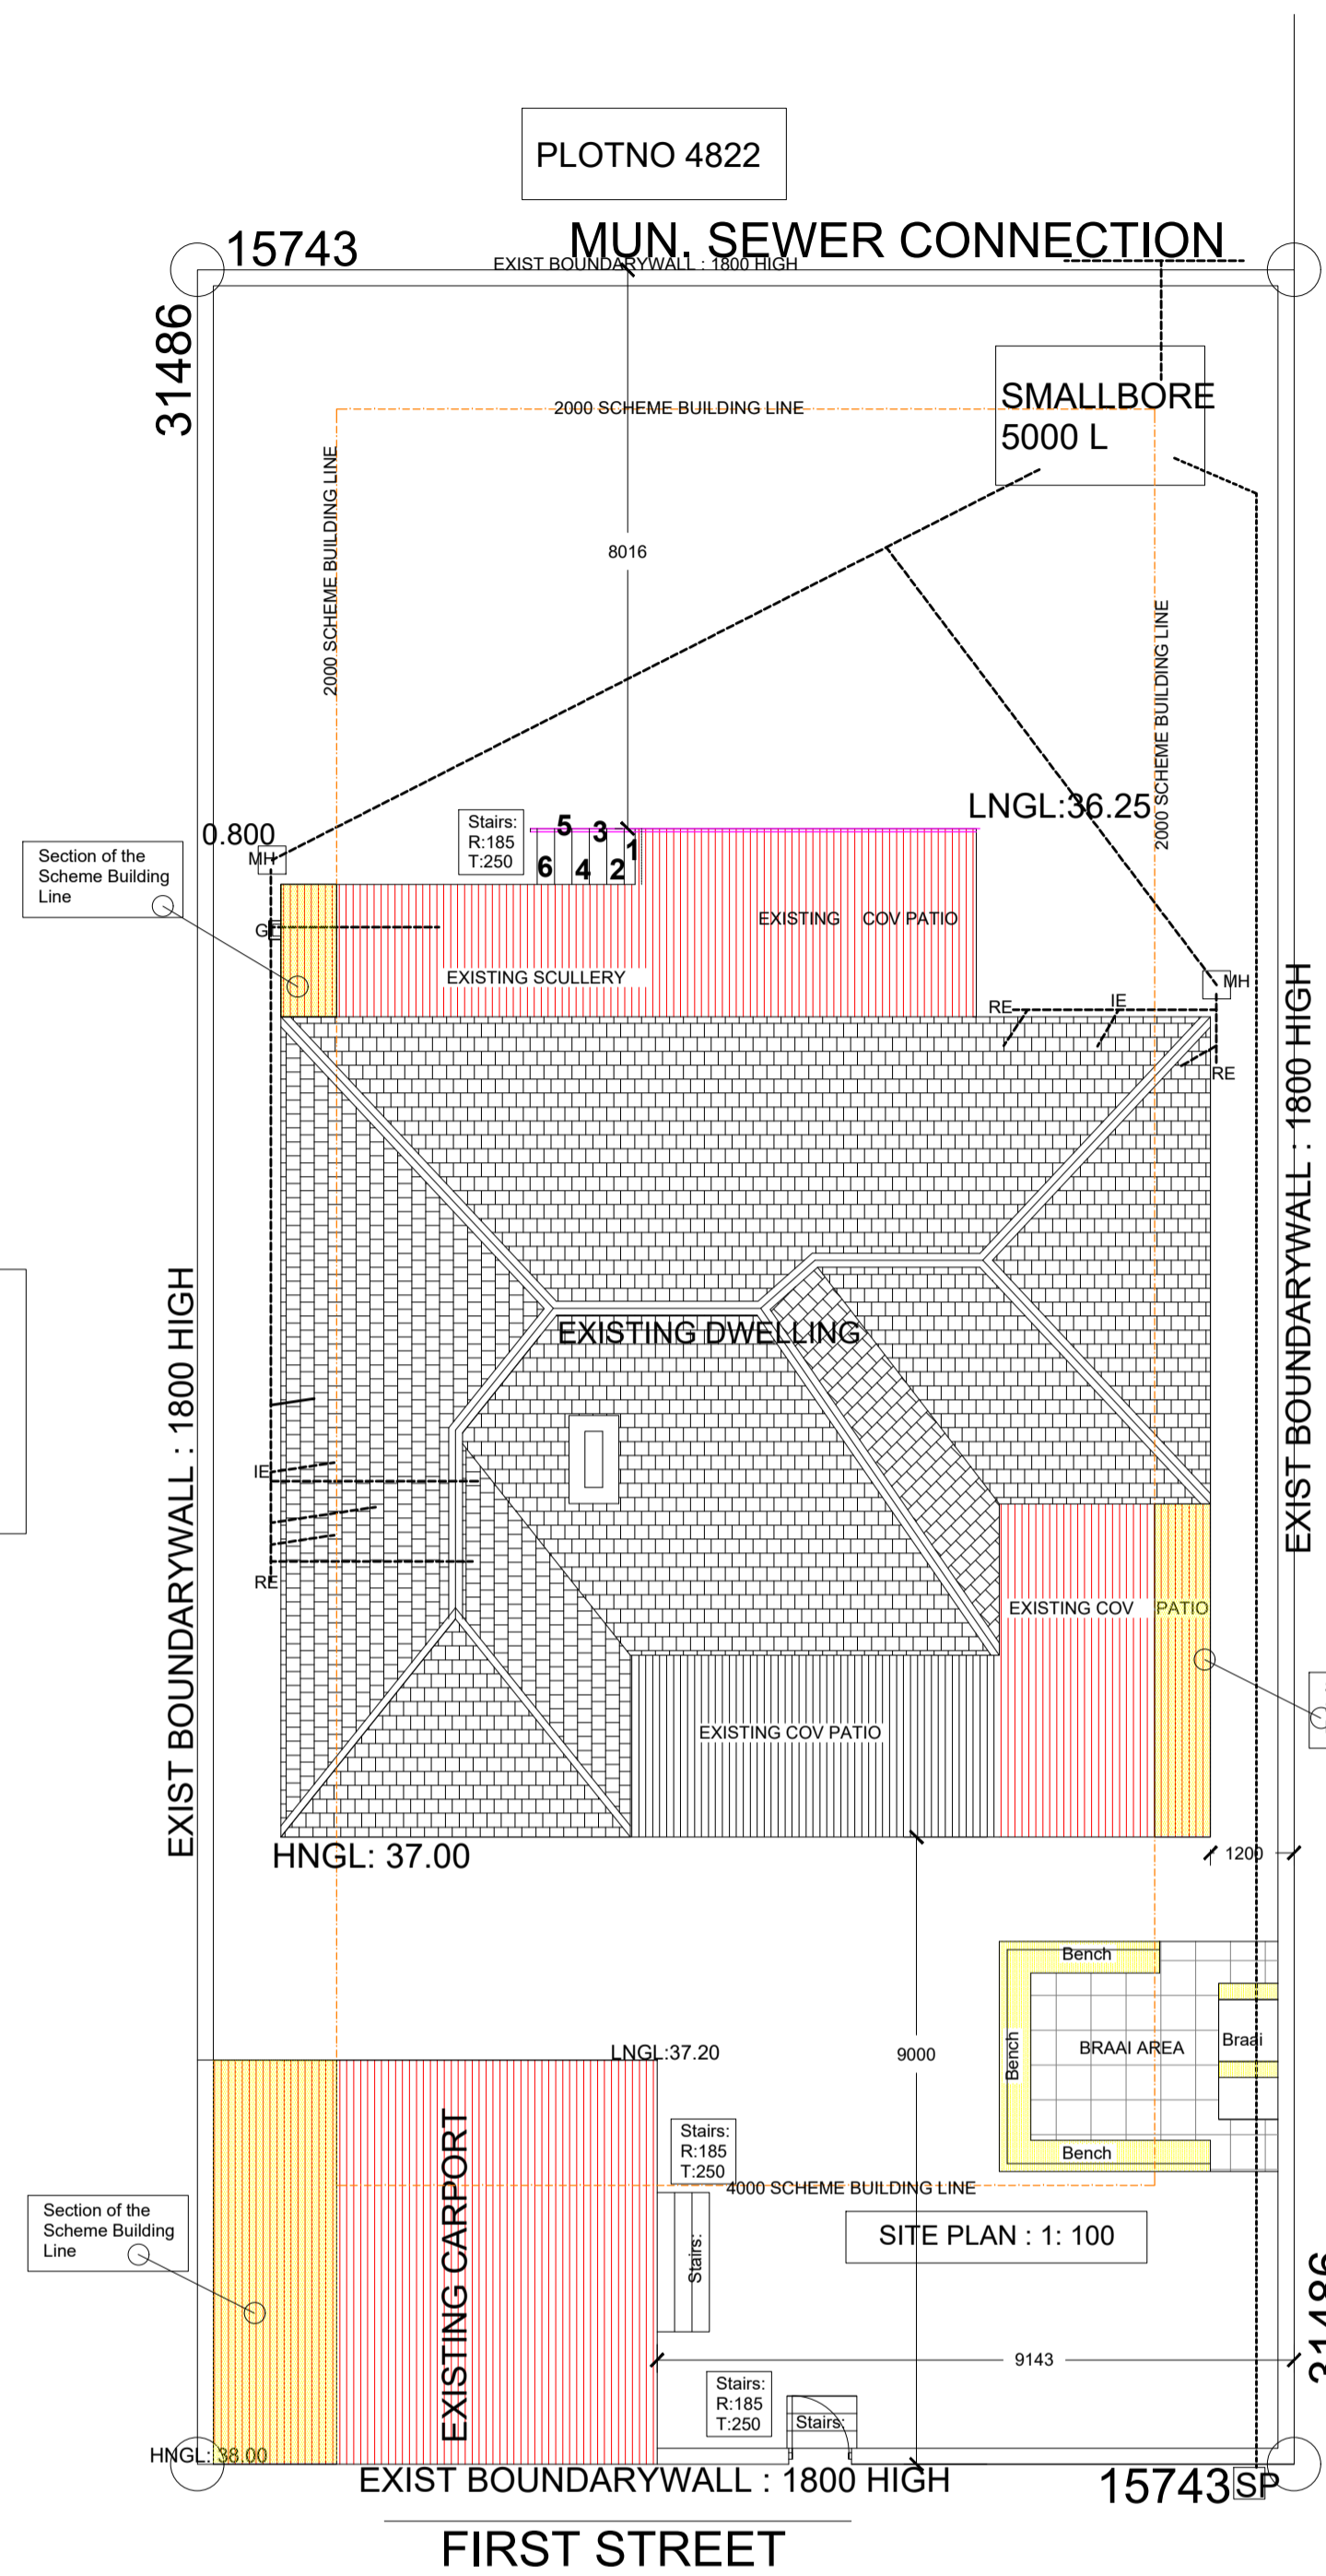 PLOTNO 4822
15743
MUN. SEWER CONNECTION
EXIST BOUNDARYWALL : 1800 HIGH
31486
SMALLBORE
5000 L
2000 SCHEME BUILDING LINE
2000 SCHEME BUILDING LINE
8016
2000 SCHEME BUILDING LINE
LNGL:36.25
0.800
MH
Stairs:
R:185
T:250
5
3
1
6
4
2
Section of the
Scheme Building
Line
EXISTING COV PATIO
EXISTING SCULLERY
MH
RE
IE
RE
EXIST BOUNDARYWALL : 1800 HIGH
EXIST BOUNDARYWALL : 1800 HIGH
EXISTING DWELLING
IE
RE
EXISTING COV PATIO
EXISTING COV PATIO
HNGL: 37.00
1200
Bench
Bench
BRAAI AREA
Braai
Bench
LNGL:37.20
9000
EXISTING CARPORT
Stairs:
R:185
T:250
4000 SCHEME BUILDING LINE
Stairs:
SITE PLAN : 1: 100
Section of the
Scheme Building
Line
31486
9143
Stairs:
R:185
T:250
Stairs:
HNGL: 38.00
EXIST BOUNDARYWALL : 1800 HIGH
15743
SP
FIRST STREET